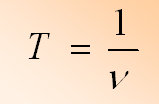 T = 1/ν